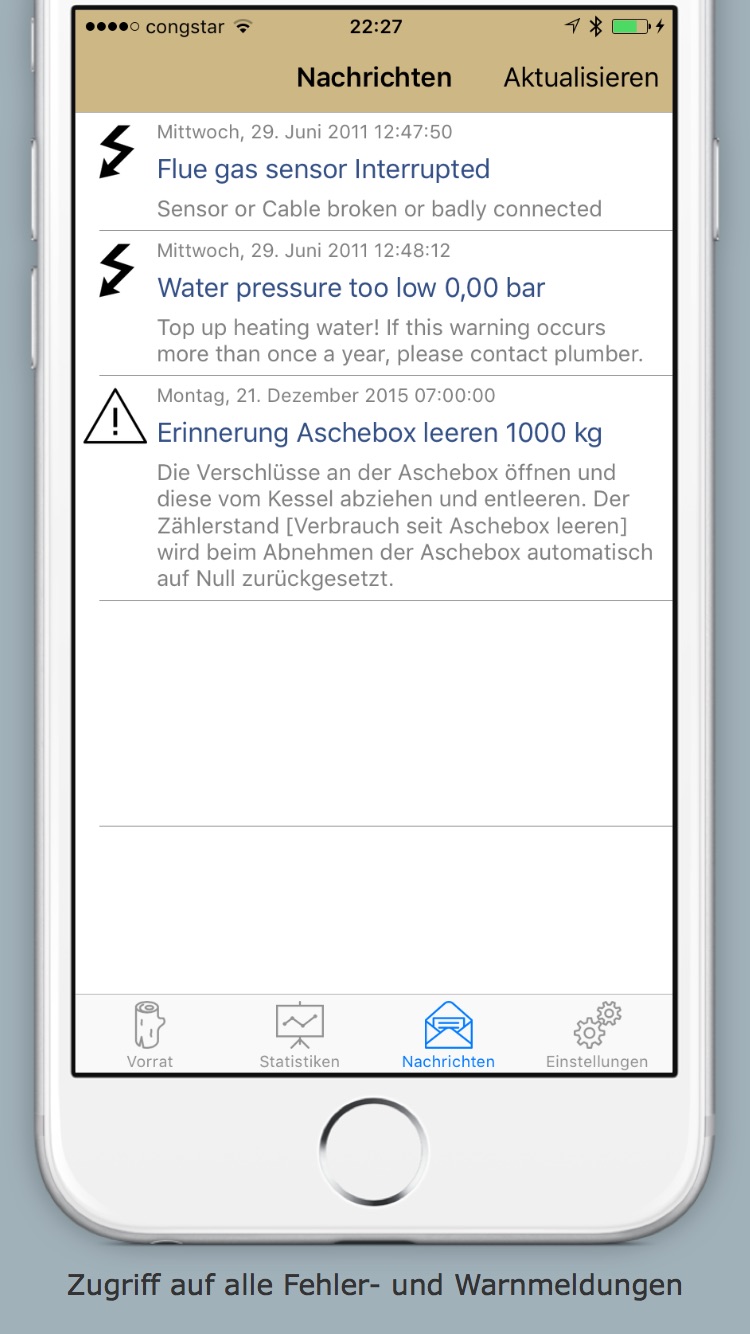 congstar 22:27
Nachrichten Aktualisieren
Mittwoch, 29. Juni 2011 12:47:50
Flue gas sensor Interrupted
Sensor or Cable broken or badly connected
Mittwoch, 29. Juni 2011 12:48:12
Water pressure too low 0,00 bar
Top up heating water! If this warning occurs
more than once a year, please contact plumber.
Montag, 21. Dezember 2015 07:00:00
Erinnerung Aschebox leeren 1000 kg
Die Verschlüsse an der Aschebox öffnen und
diese vom Kessel abziehen und entleeren. Der
Zählerstand [Verbrauch seit Aschebox leeren]
wird beim Abnehmen der Aschebox automatisch
auf Null zurückgesetzt.
Vorrat Statistiken Nachrichten Einstellungen
Zugriff auf alle Fehler- und Warnmeldungen